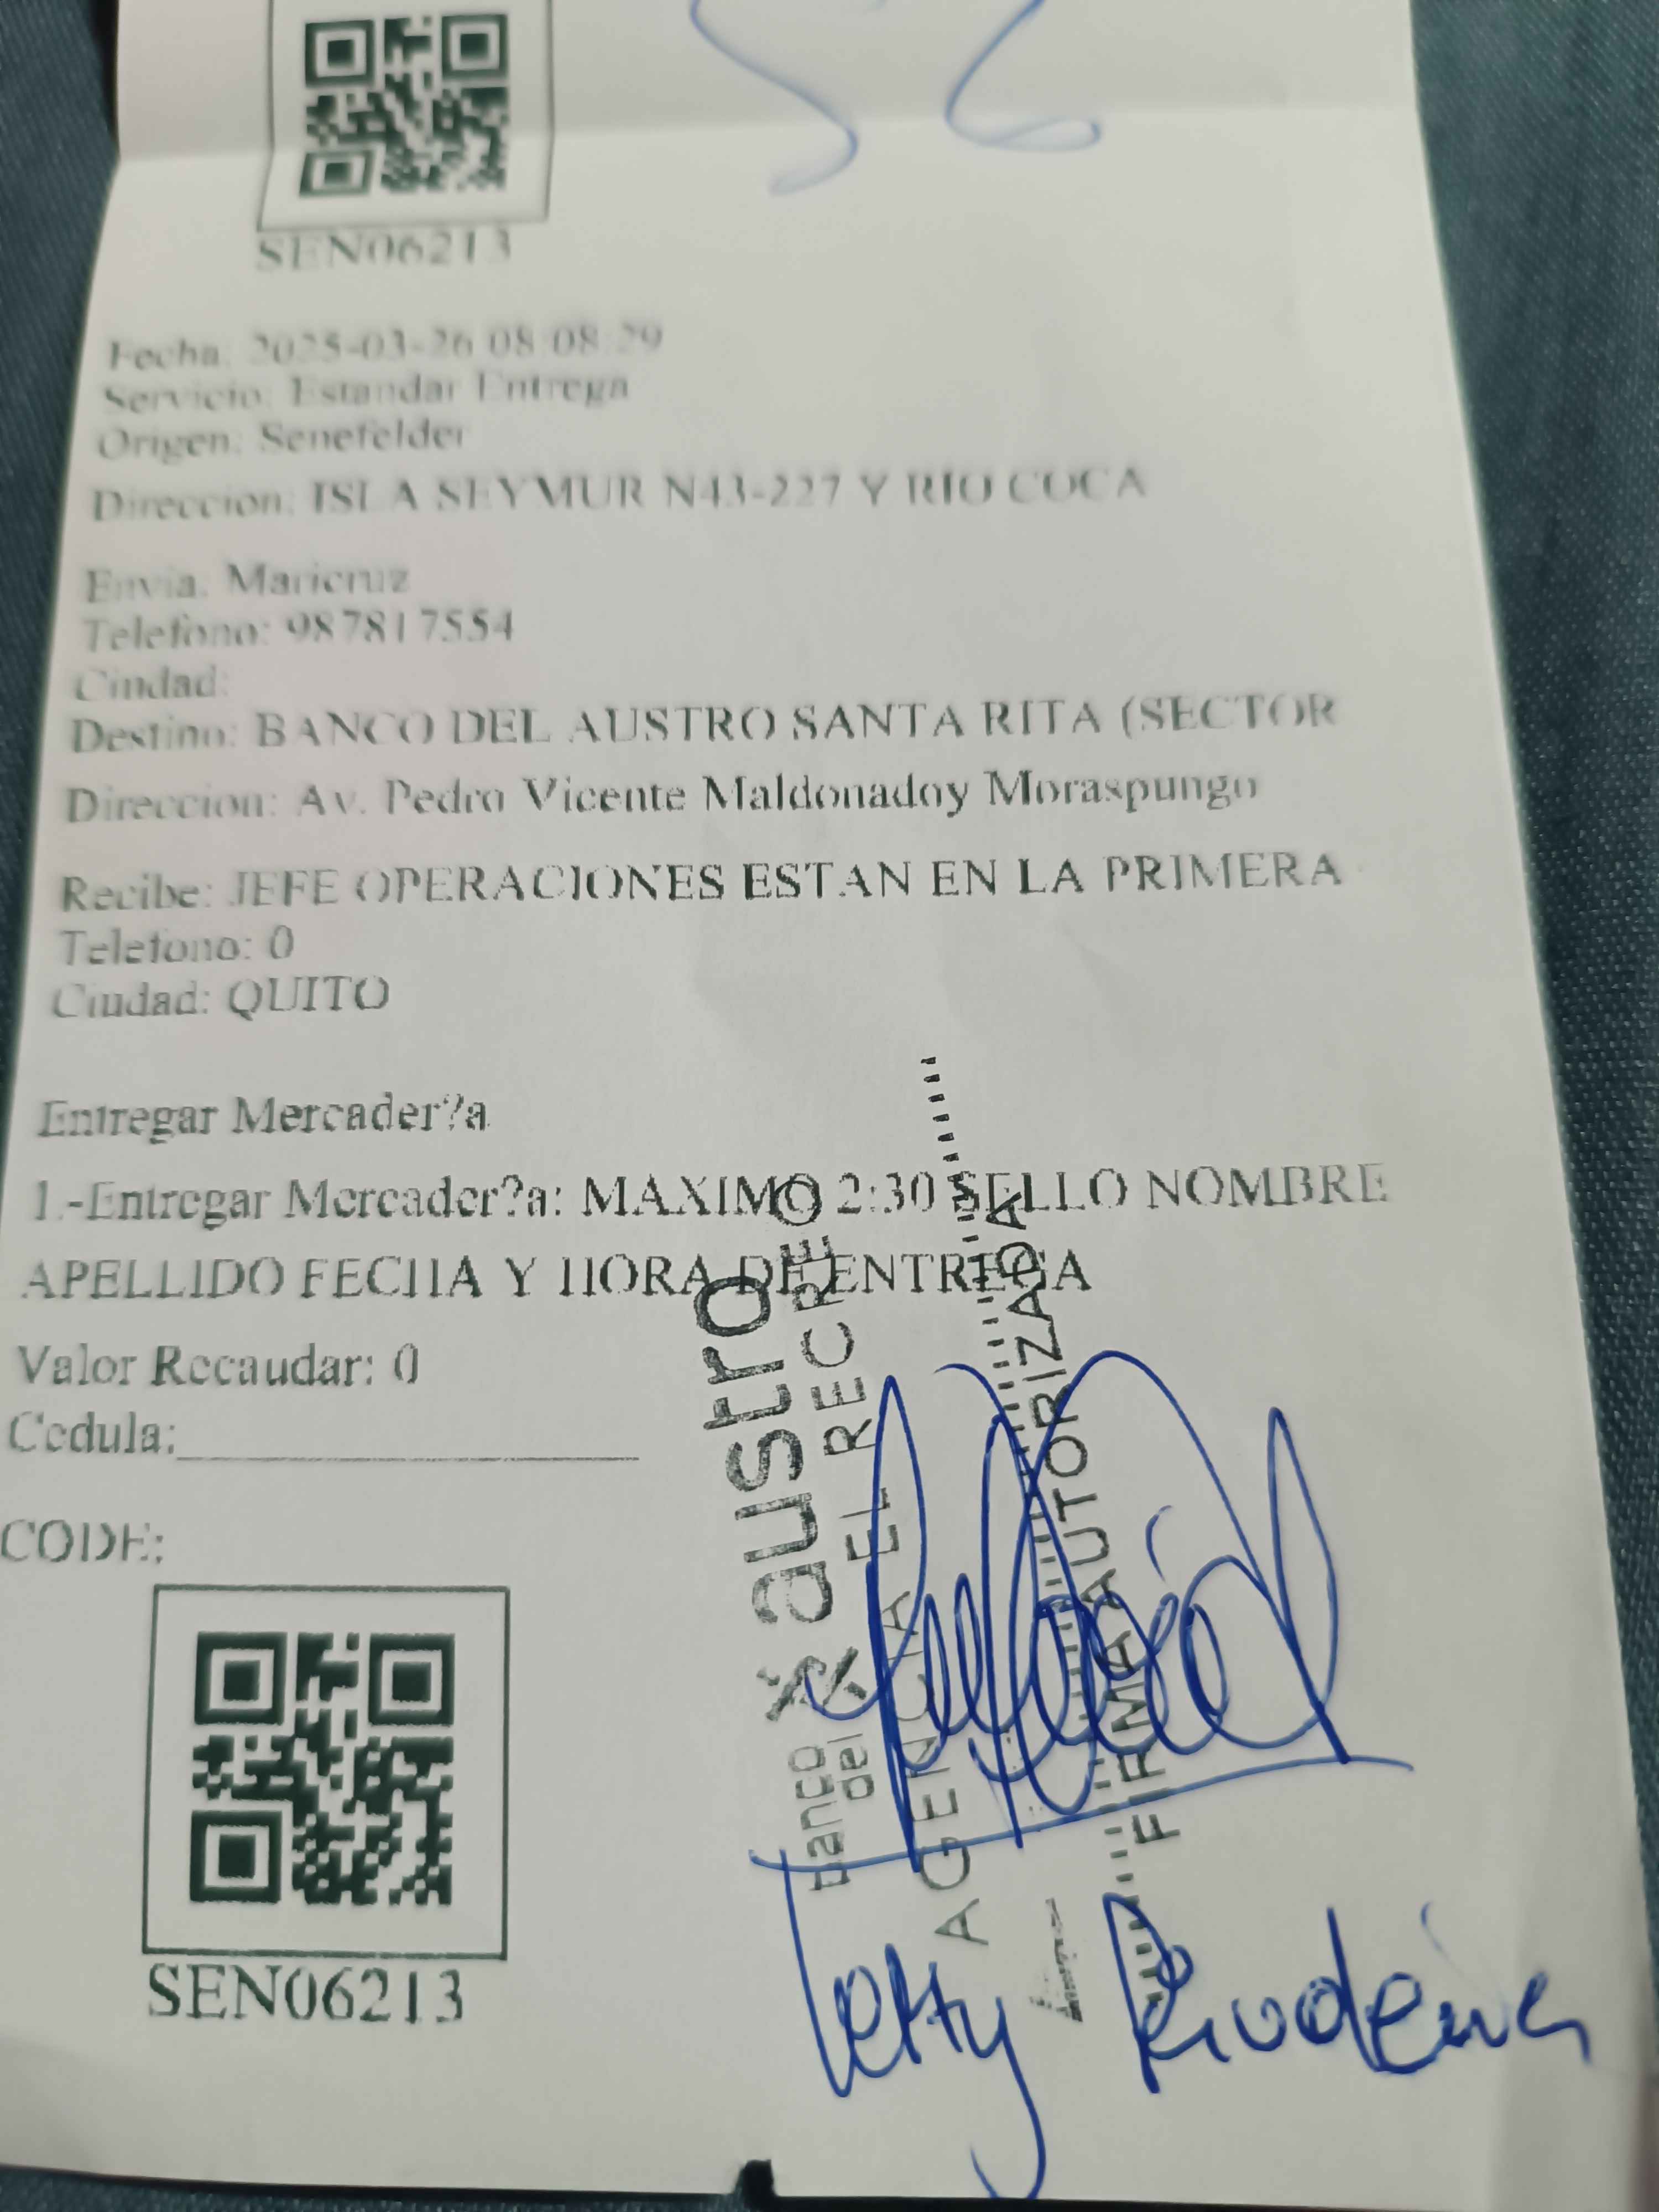 SEN06213
Fecha: 2025-03-26 08:08:29
Servicio: Estandar Entrega
Origen: Senefelder
Direccion: ISLA SEYMUR N43-227 Y RIO COCA
Envia: Maricruz
Telefono: 987817554
Ciudad:
Destino: BANCO DEL AUSTRO SANTA RITA (SECTOR
Direccion: Av. Pedro Vicente Maldonadoy Moraspungo
Recibe: JEFE OPERACIONES ESTAN EN LA PRIMERA
Telefono: 0
Ciudad: QUITO
Entregar Mercader?a
1.-Entregar Mercader?a: MAXIMO 2:30 SELLO NOMBRE
APELLIDO FECHA Y HORA DE ENTREGA
Valor Recaudar: 0
Cedula:
CODE:
SEN06213
banco del austro
AGENCIA EL RECREO
FIRMA AUTORIZADA
Tetty